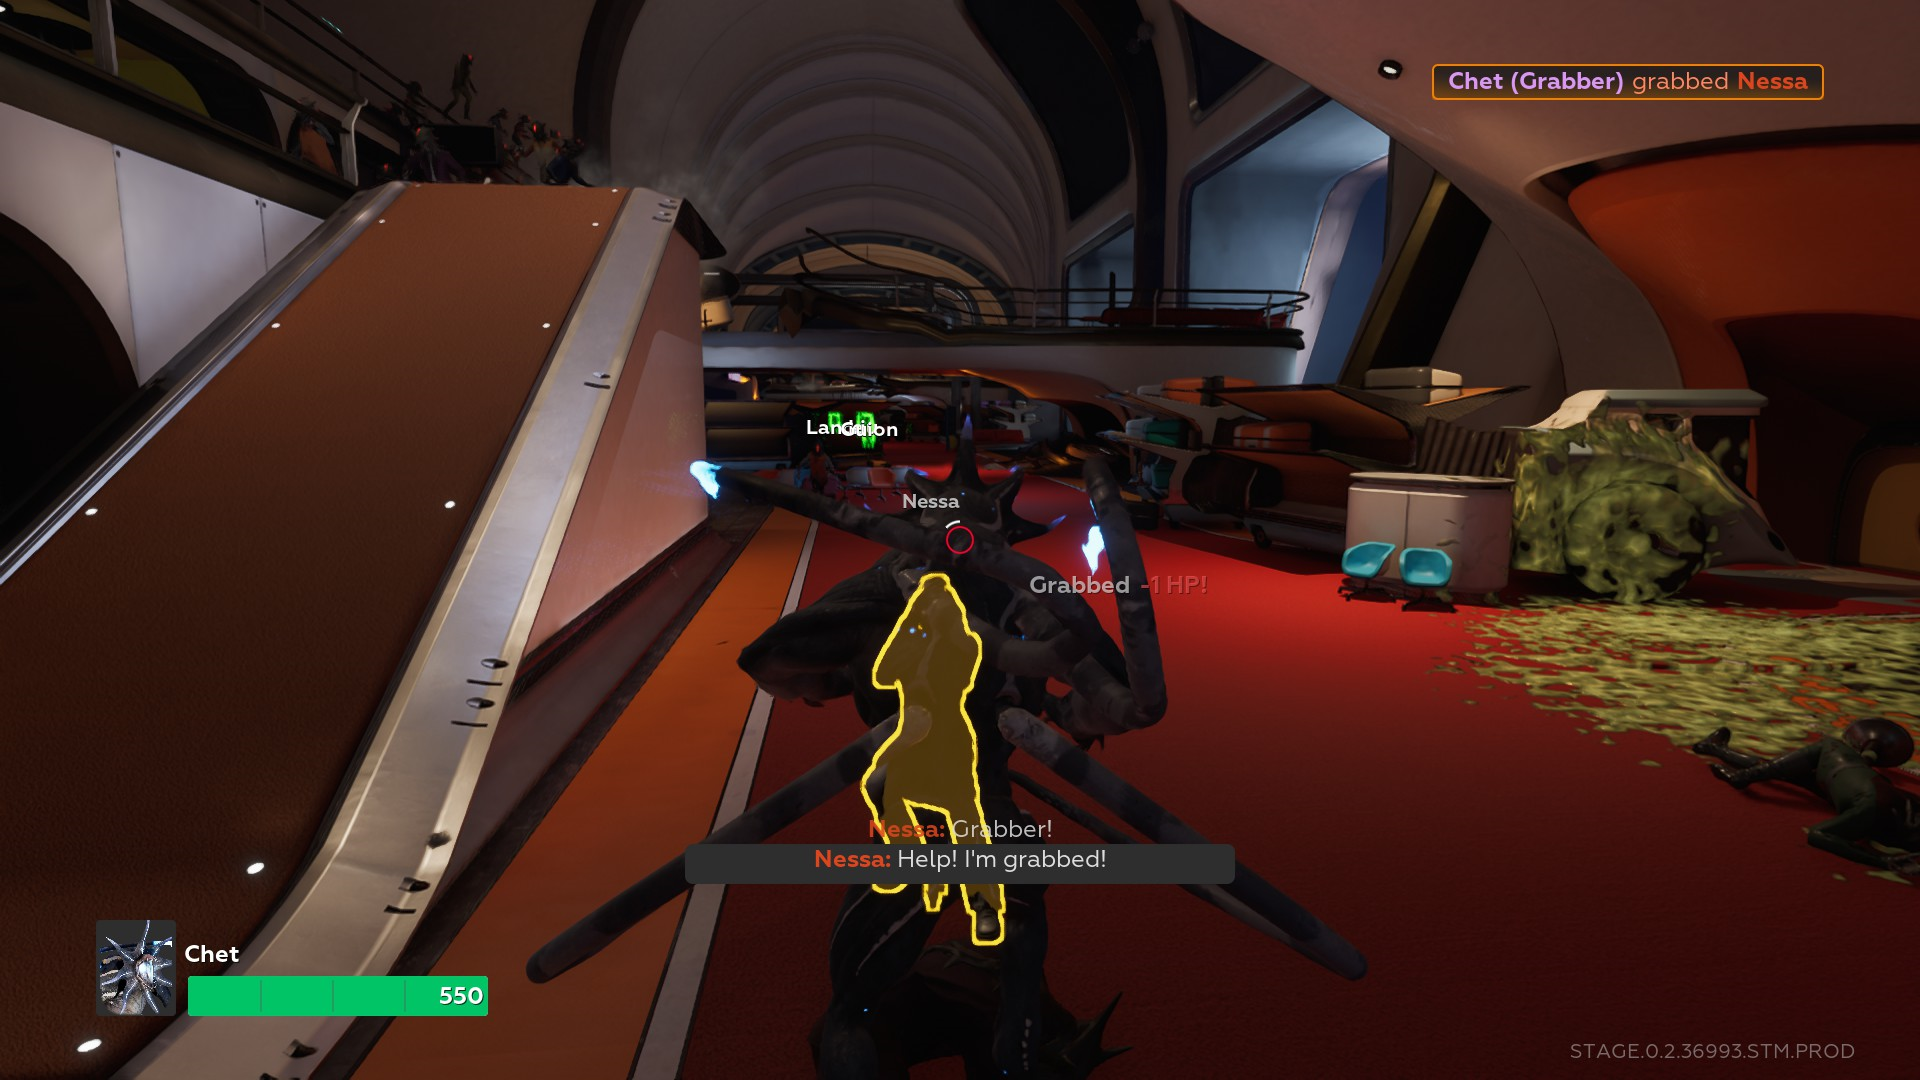 Chet (Grabber) grabbed Nessa
Nessa
Grabbed -1 HP!
Nessa: Grabber!
Nessa: Help! I'm grabbed!
Chet
550
STAGE.0.2.36993.STM.PROD